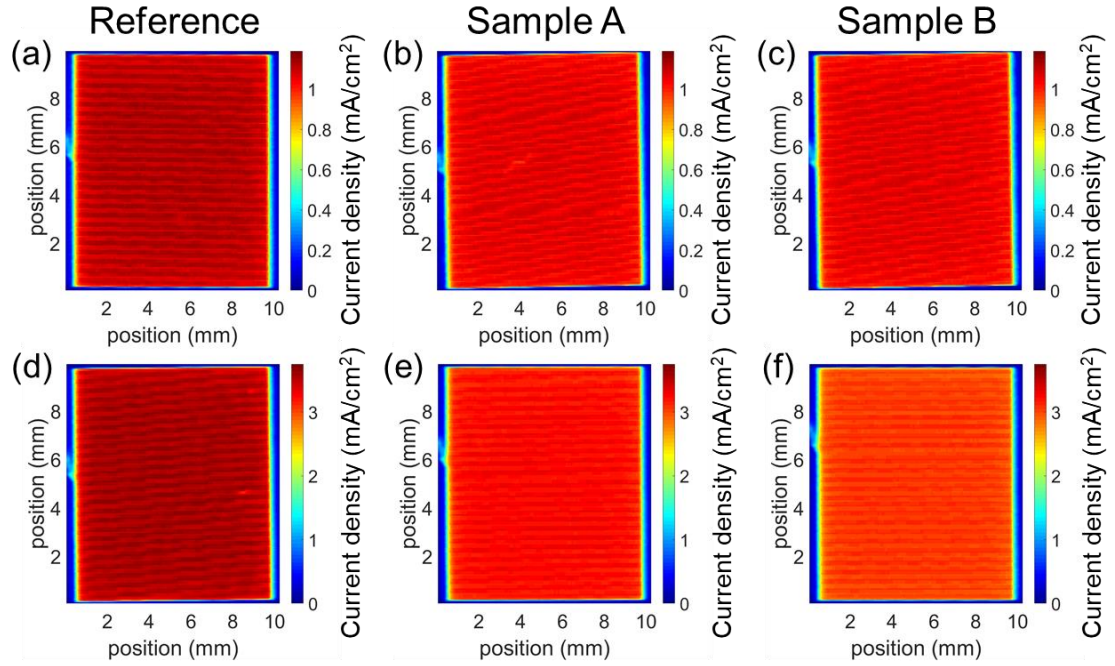 Reference
Sample A
Sample B
(a)
8
6
4
2
position (mm)
2 4 6 8 10
position (mm)
1
0.8
0.6
0.4
0.2
0
Current density (mA/cm²)
(b)
8
6
4
2
position (mm)
2 4 6 8 10
position (mm)
1
0.8
0.6
0.4
0.2
0
Current density (mA/cm²)
(c)
8
6
4
2
position (mm)
2 4 6 8 10
position (mm)
1
0.8
0.6
0.4
0.2
0
Current density (mA/cm²)
(d)
8
6
4
2
position (mm)
2 4 6 8 10
position (mm)
3
2
1
0
Current density (mA/cm²)
(e)
8
6
4
2
position (mm)
2 4 6 8 10
position (mm)
3
2
1
0
Current density (mA/cm²)
(f)
8
6
4
2
position (mm)
2 4 6 8 10
position (mm)
3
2
1
0
Current density (mA/cm²)